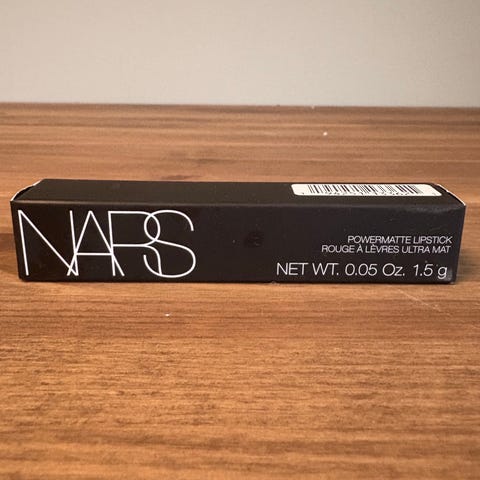 NARS
POWERMATTE LIPSTICK
ROUGE À LÈVRES ULTRA MAT
NET WT. 0.05 Oz. 1.5 g